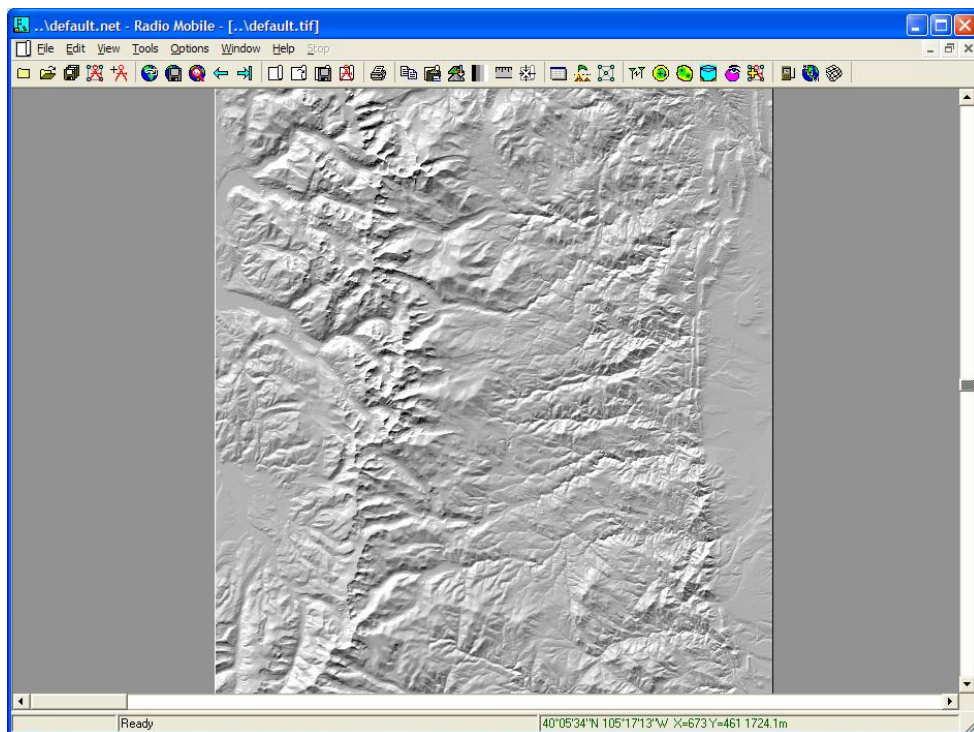 ..\default.net - Radio Mobile - [..\default.tif]
File Edit View Tools Options Window Help Stop
Ready
40°05'34"N 105°17'13"W X=673 Y=461 1724.1m